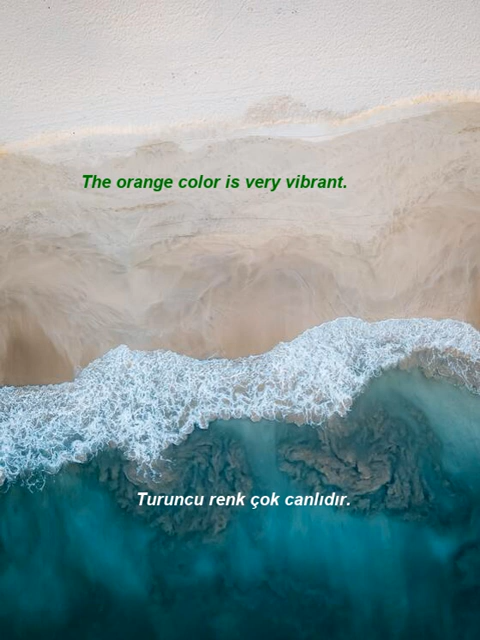 The orange color is very vibrant.
Turuncu renk çok canlıdır.